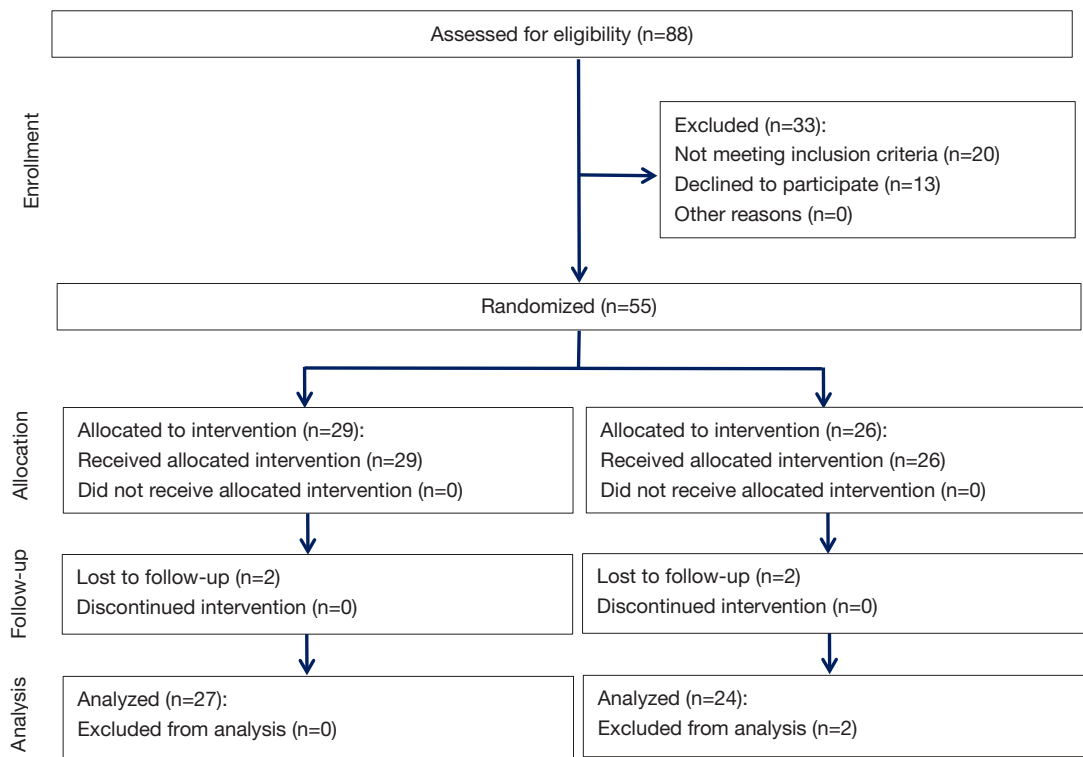 Assessed for eligibility (n=88)
Enrollment
Excluded (n=33):
Not meeting inclusion criteria (n=20)
Declined to participate (n=13)
Other reasons (n=0)
Randomized (n=55)
Allocation
Allocated to intervention (n=29):
Received allocated intervention (n=29)
Did not receive allocated intervention (n=0)
Allocated to intervention (n=26):
Received allocated intervention (n=26)
Did not receive allocated intervention (n=0)
Follow-up
Lost to follow-up (n=2)
Discontinued intervention (n=0)
Lost to follow-up (n=2)
Discontinued intervention (n=0)
Analysis
Analyzed (n=27):
Excluded from analysis (n=0)
Analyzed (n=24):
Excluded from analysis (n=2)